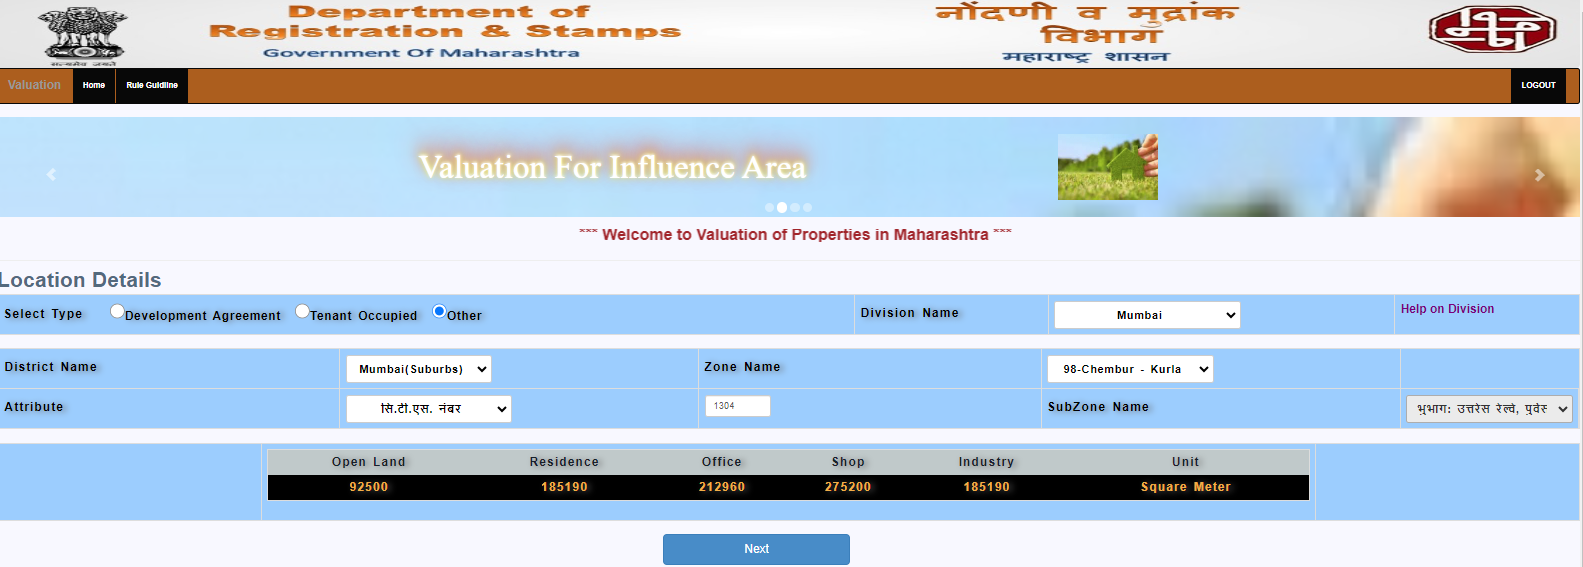 Department of
Registration & Stamps
Government Of Maharashtra
नोंदणी व मुद्रांक
विभाग
महाराष्ट्र शासन
सत्यमेव जयते
Valuation Home Rule Guidline LOGOUT
Valuation For Influence Area
*** Welcome to Valuation of Properties in Maharashtra ***
Location Details
Select Type Development Agreement Tenant Occupied Other Division Name Mumbai Help on Division
District Name Mumbai(Suburbs) Zone Name 98-Chembur - Kurla
Attribute सि.टी.एस. नंबर 1304 SubZone Name भुभाग: उत्तरेस रेल्वे, पुर्वेस
Open Land Residence Office Shop Industry Unit
92500 185190 212960 275200 185190 Square Meter
Next